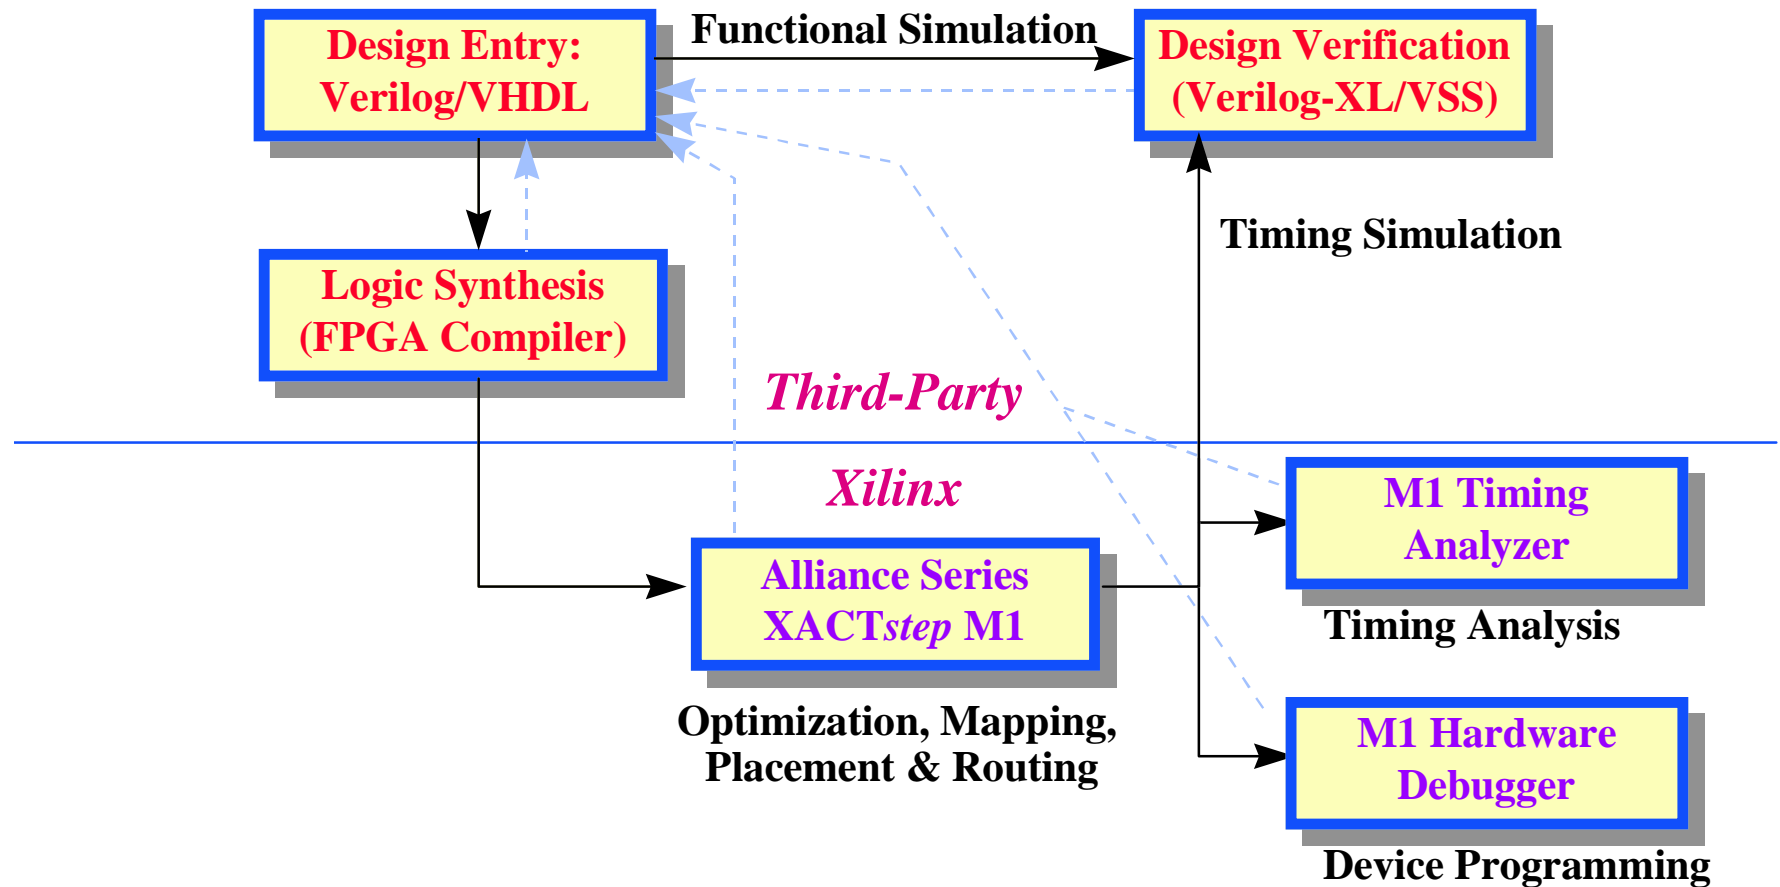 Design Entry:
Verilog/VHDL
Functional Simulation
Design Verification
(Verilog-XL/VSS)
Timing Simulation
Logic Synthesis
(FPGA Compiler)
Third-Party
Xilinx
M1 Timing
Analyzer
Timing Analysis
Alliance Series
XACTstep M1
Optimization, Mapping,
Placement & Routing
M1 Hardware
Debugger
Device Programming